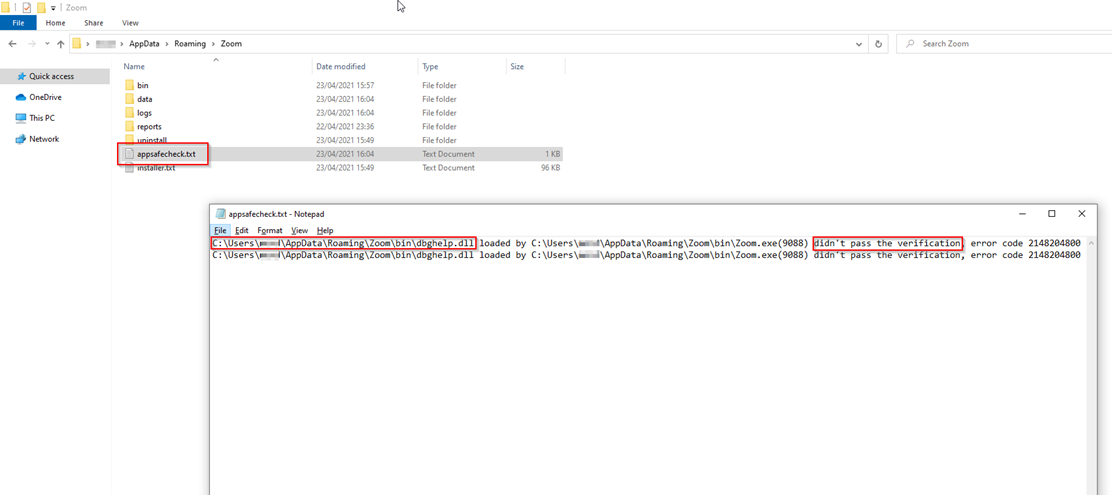 Zoom
File Home Share View
AppData Roaming Zoom Search Zoom
Name Date modified Type Size
Quick access
OneDrive
This PC
Network
bin 23/04/2021 15:57 File folder
data 23/04/2021 16:04 File folder
logs 23/04/2021 16:04 File folder
reports 22/04/2021 23:36 File folder
uninstall 23/04/2021 15:49 File folder
appsafecheck.txt 23/04/2021 16:04 Text Document 1 KB
installer.txt 23/04/2021 15:49 Text Document 96 KB
appsafecheck.txt - Notepad
File Edit Format View Help
C:\Users\ \AppData\Roaming\Zoom\bin\dbghelp.dll loaded by C:\Users\ \AppData\Roaming\Zoom\bin\Zoom.exe(9088) didn't pass the verification, error code 2148204800
C:\Users\ \AppData\Roaming\Zoom\bin\dbghelp.dll loaded by C:\Users\ \AppData\Roaming\Zoom\bin\Zoom.exe(9088) didn't pass the verification, error code 2148204800